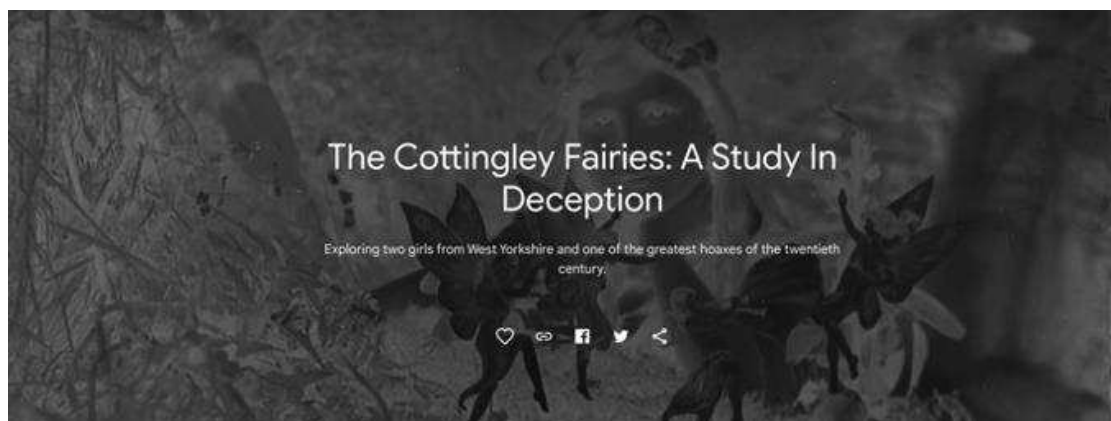 The Cottingley Fairies: A Study In
Deception
Exploring two girls from West Yorkshire and one of the greatest hoaxes of the twentieth
century.